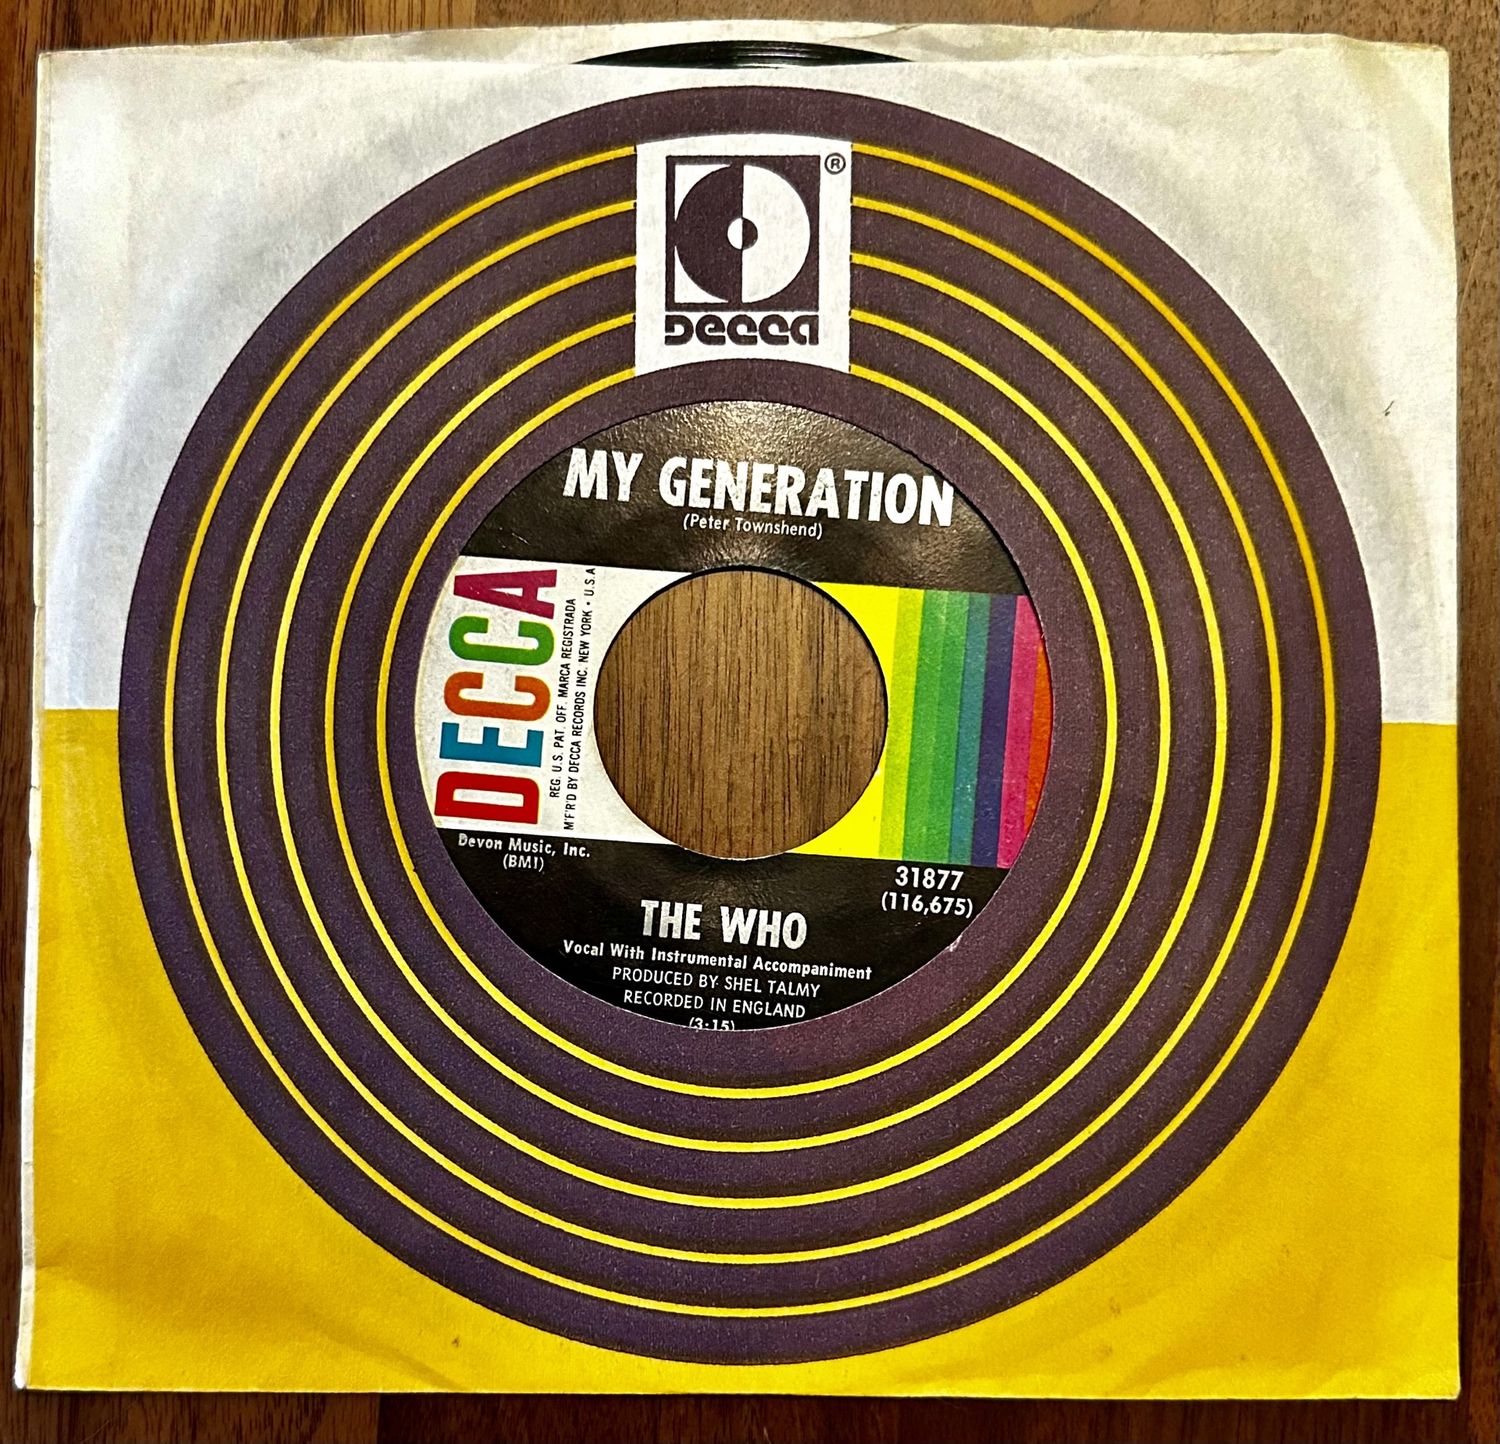 ®
Decca
MY GENERATION
(Peter Townshend)
DECCA
REG. U.S. PAT. OFF. MARCA REGISTRADA
M'F'R'D BY DECCA RECORDS INC. NEW YORK • U.S.A
Devon Music, Inc.
(BMI)
31877
(116,675)
THE WHO
Vocal With Instrumental Accompaniment
PRODUCED BY SHEL TALMY
RECORDED IN ENGLAND
(3:15)